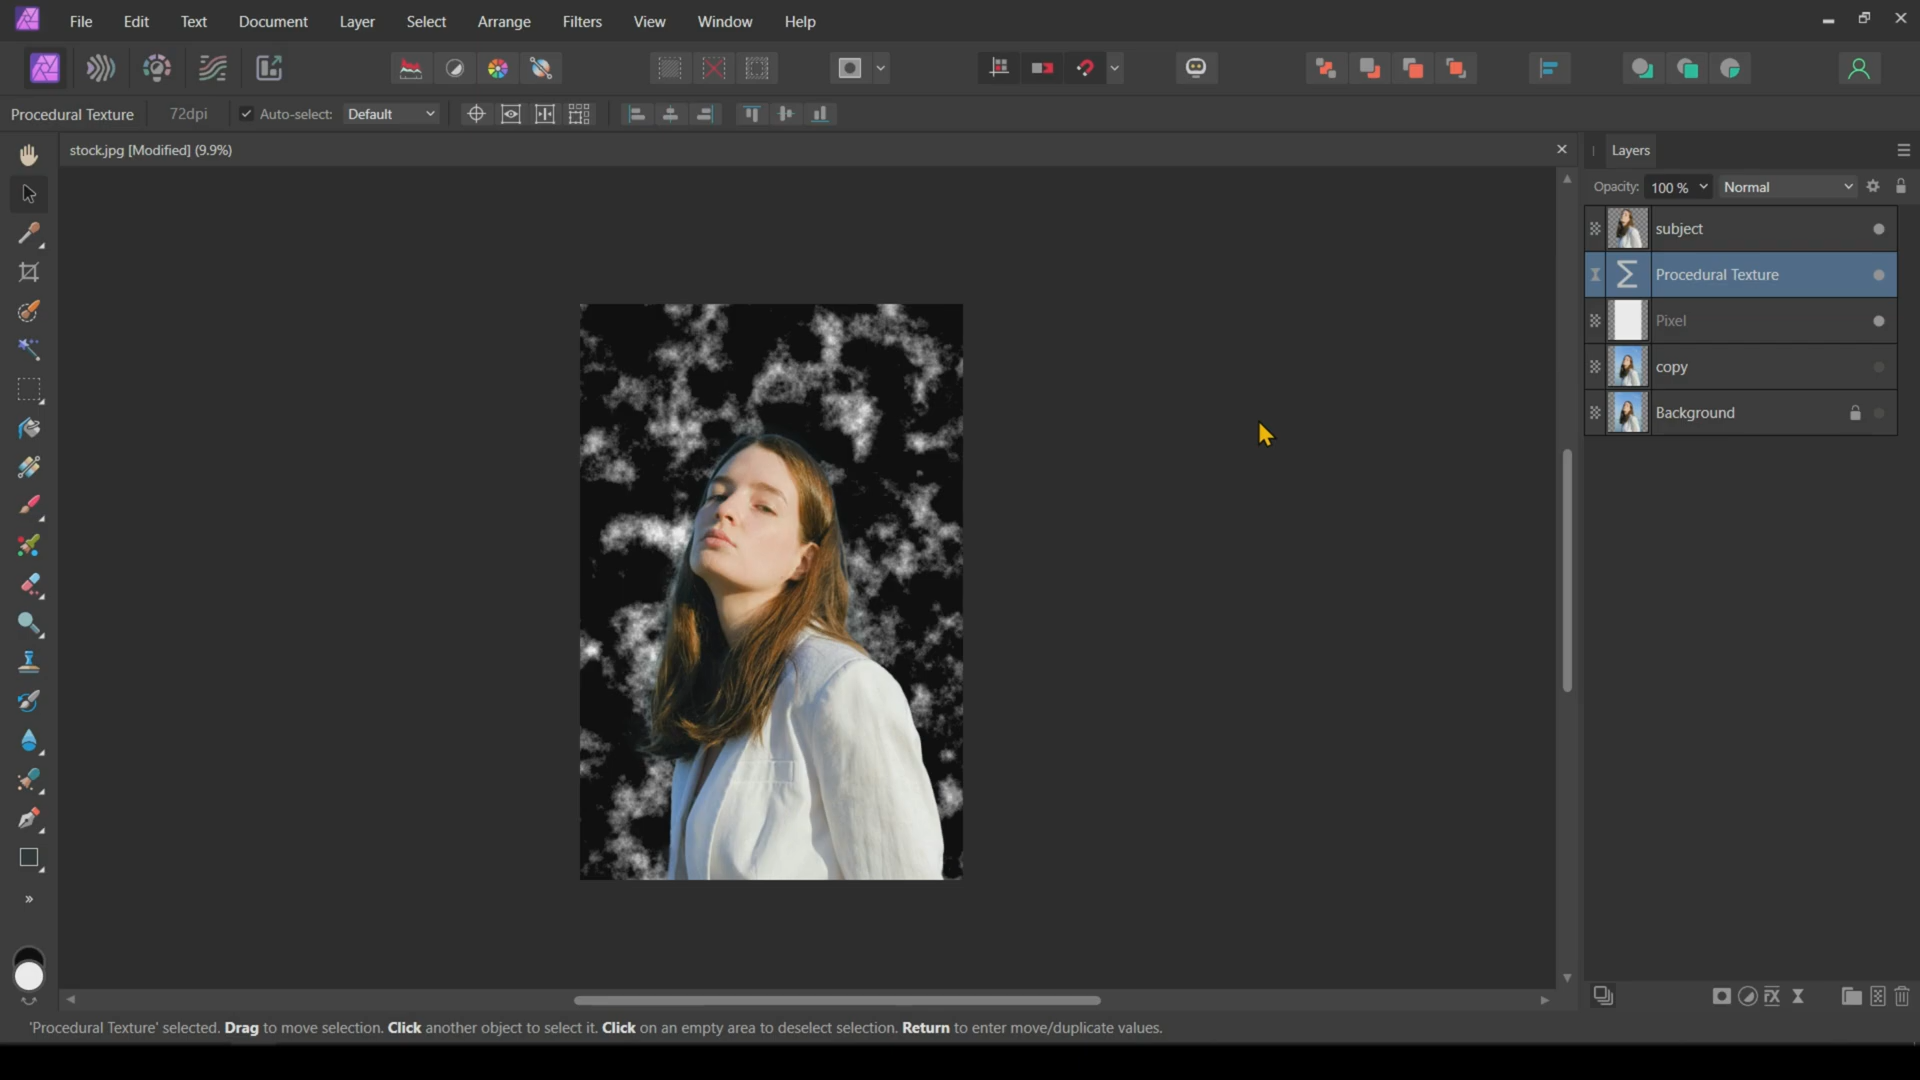 File Edit Text Document Layer Select Arrange Filters View Window Help
Procedural Texture 72dpi Auto-select: Default
stock.jpg [Modified] (9.9%)
Layers
Opacity: 100 % Normal
subject
Procedural Texture
Pixel
copy
Background
'Procedural Texture' selected. Drag to move selection. Click another object to select it. Click on an empty area to deselect selection. Return to enter move/duplicate values.